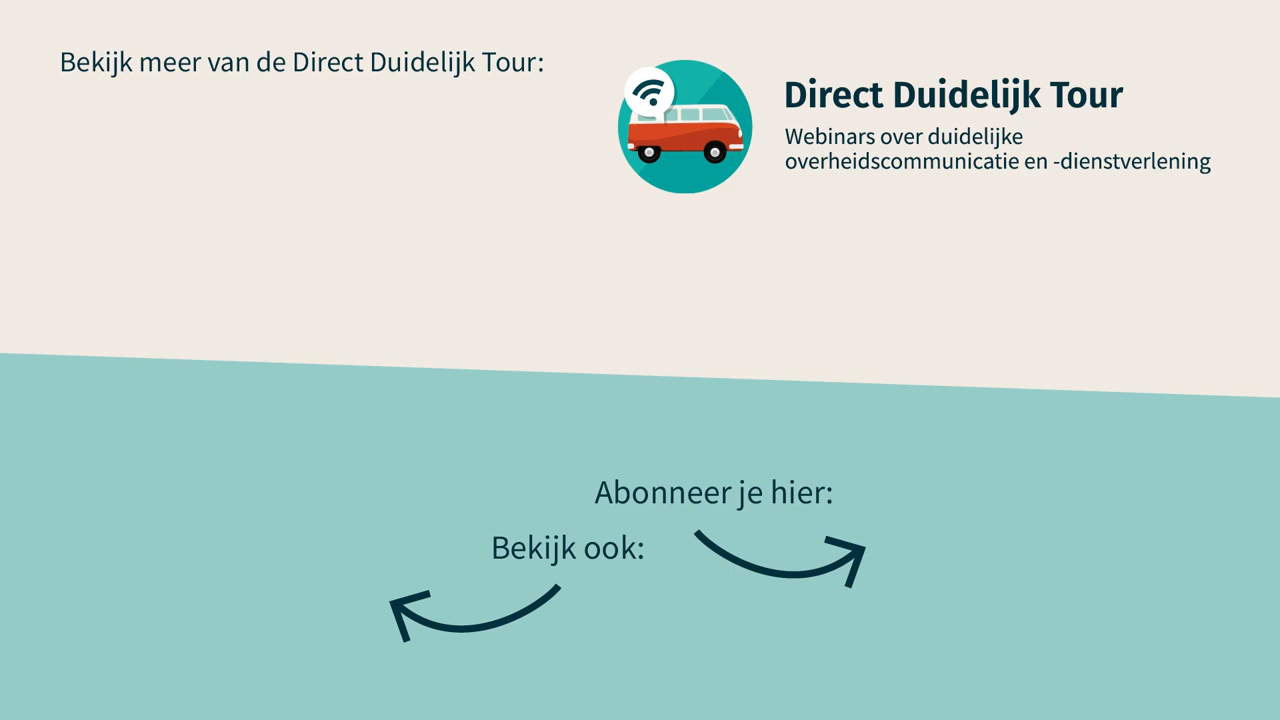 Bekijk meer van de Direct Duidelijk Tour:
Direct Duidelijk Tour
Webinars over duidelijke
overheidscommunicatie en -dienstverlening
Abonneer je hier:
Bekijk ook: